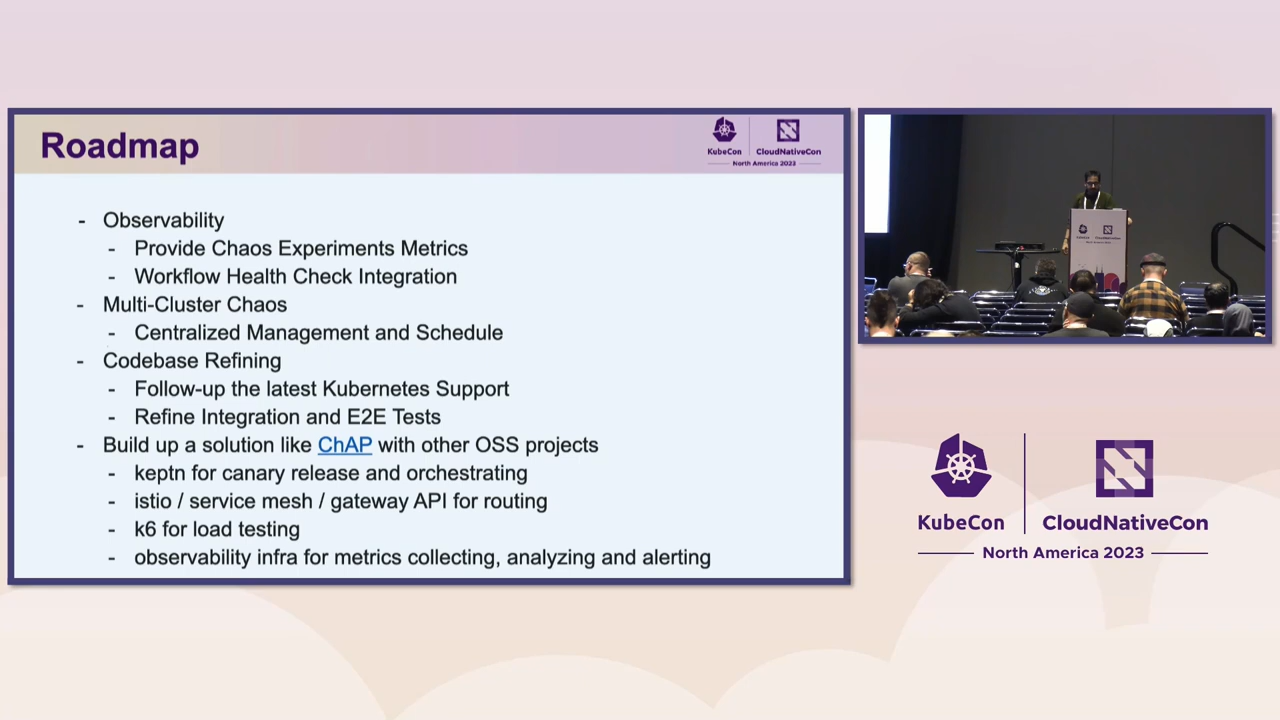 Roadmap
KubeCon
CloudNativeCon
North America 2023
- Observability
- Provide Chaos Experiments Metrics
- Workflow Health Check Integration
- Multi-Cluster Chaos
- Centralized Management and Schedule
- Codebase Refining
- Follow-up the latest Kubernetes Support
- Refine Integration and E2E Tests
- Build up a solution like ChAP with other OSS projects
- keptn for canary release and orchestrating
- istio / service mesh / gateway API for routing
- k6 for load testing
- observability infra for metrics collecting, analyzing and alerting
KubeCon
CloudNativeCon
North America 2023